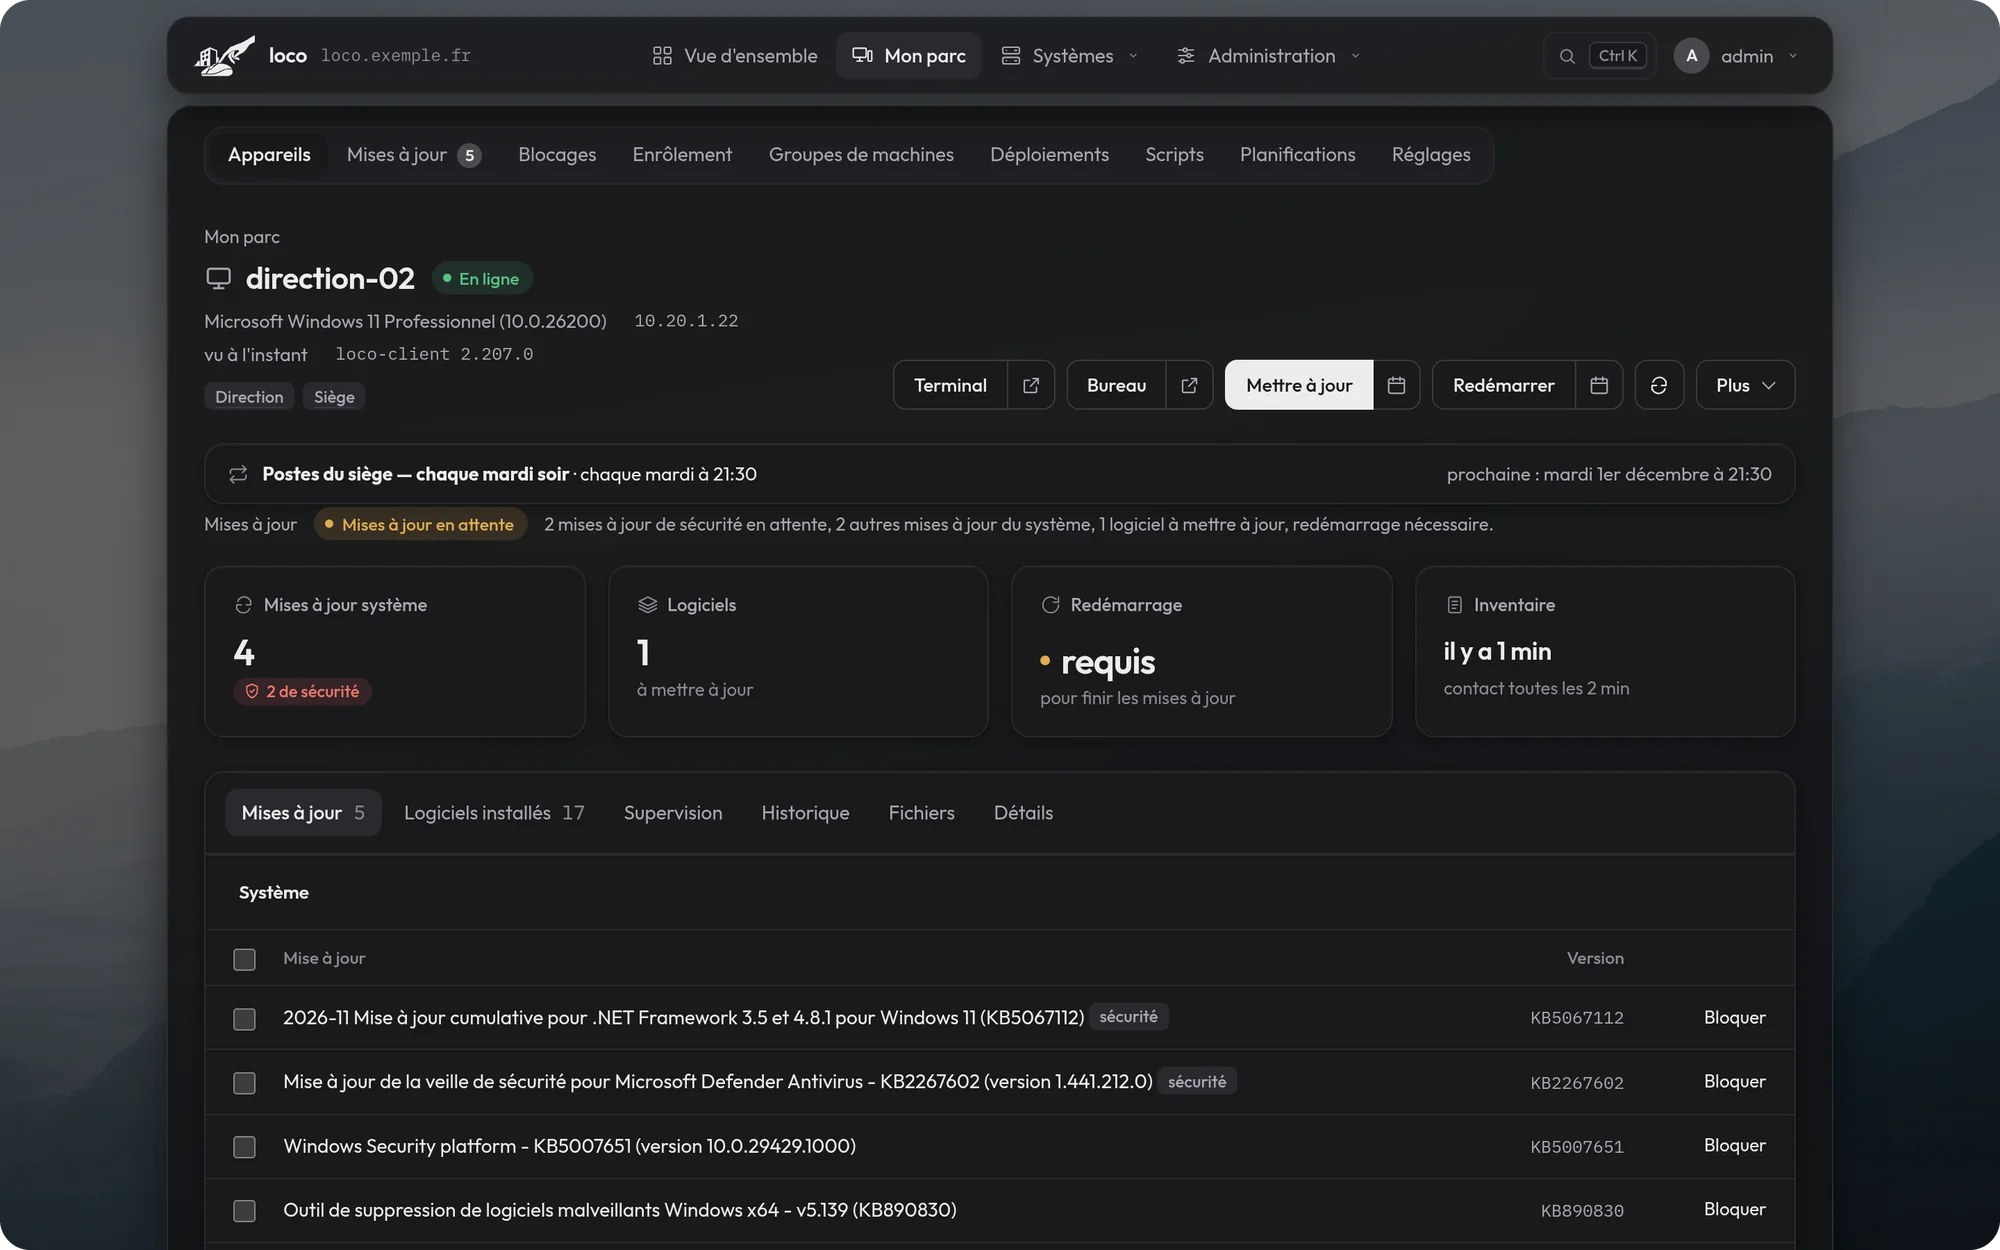 loco loco.exemple.fr Vue d'ensemble Mon parc Systèmes Administration Ctrl K A admin
Appareils Mises à jour 5 Blocages Enrôlement Groupes de machines Déploiements Scripts Planifications Réglages
Mon parc
direction-02 En ligne
Microsoft Windows 11 Professionnel (10.0.26200) 10.20.1.22
vu à l'instant loco-client 2.207.0
Direction Siège
Terminal Bureau Mettre à jour Redémarrer Plus
Postes du siège — chaque mardi soir · chaque mardi à 21:30 prochaine : mardi 1er décembre à 21:30
Mises à jour Mises à jour en attente 2 mises à jour de sécurité en attente, 2 autres mises à jour du système, 1 logiciel à mettre à jour, redémarrage nécessaire.
Mises à jour système
4
2 de sécurité
Logiciels
1
à mettre à jour
Redémarrage
requis
pour finir les mises à jour
Inventaire
il y a 1 min
contact toutes les 2 min
Mises à jour 5 Logiciels installés 17 Supervision Historique Fichiers Détails
Système
Mise à jour Version
2026-11 Mise à jour cumulative pour .NET Framework 3.5 et 4.8.1 pour Windows 11 (KB5067112) sécurité KB5067112 Bloquer
Mise à jour de la veille de sécurité pour Microsoft Defender Antivirus - KB2267602 (version 1.441.212.0) sécurité KB2267602 Bloquer
Windows Security platform - KB5007651 (version 10.0.29429.1000) KB5007651 Bloquer
Outil de suppression de logiciels malveillants Windows x64 - v5.139 (KB890830) KB890830 Bloquer